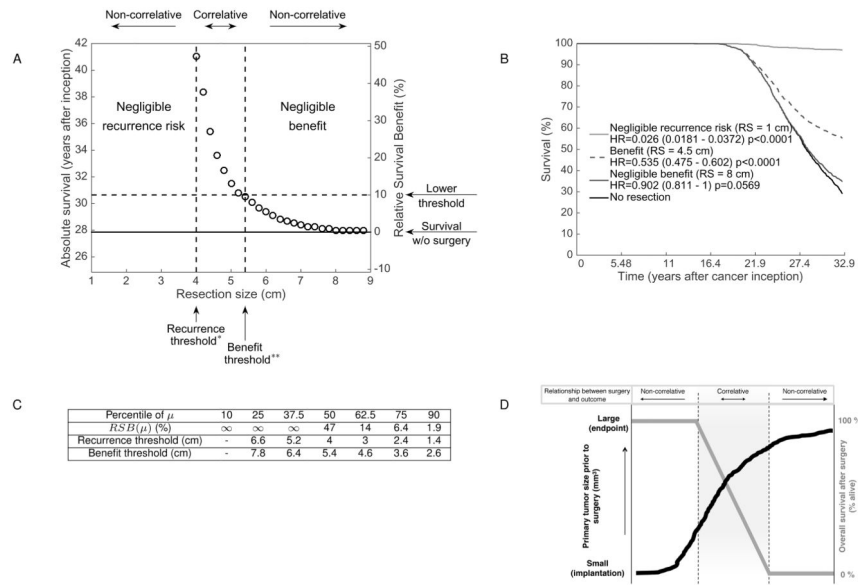 Non-correlative Correlative Non-correlative
A
42
40
38
36
34
32
30
28
Absolute survival (years after inception)
Negligible
recurrence risk
Negligible
benefit
50
40
30
20
10
0
-10
Relative Survival Benefit (%)
Lower
threshold
Survival
w/o surgery
1 2 3 4 5 6 7 8 9
Resection size (cm)
Recurrence
threshold*
Benefit
threshold**
B
100
90
80
70
60
50
40
30
20
10
0
Survival (%)
Negligible recurrence risk (RS = 1 cm)
HR=0.026 (0.0181 - 0.0372) p<0.0001
Benefit (RS = 4.5 cm)
HR=0.535 (0.475 - 0.602) p<0.0001
Negligible benefit (RS = 8 cm)
HR=0.902 (0.811 - 1) p=0.0569
No resection
0 5.48 11 16.4 21.9 27.4 32.9
Time (years after cancer inception)
C
Percentile of μ 10 25 37.5 50 62.5 75 90
RSB(μ) (%) ∞ ∞ ∞ 47 14 6.4 1.9
Recurrence threshold (cm) - 6.6 5.2 4 3 2.4 1.4
Benefit threshold (cm) - 7.8 6.4 5.4 4.6 3.6 2.6
D
Relationship between surgery
and outcome
Non-correlative Correlative Non-correlative
Large
(endpoint)
Primary tumor size prior to
surgery (mm³)
Small
(implantation)
100 %
0 %
Overall survival after surgery
(% alive)